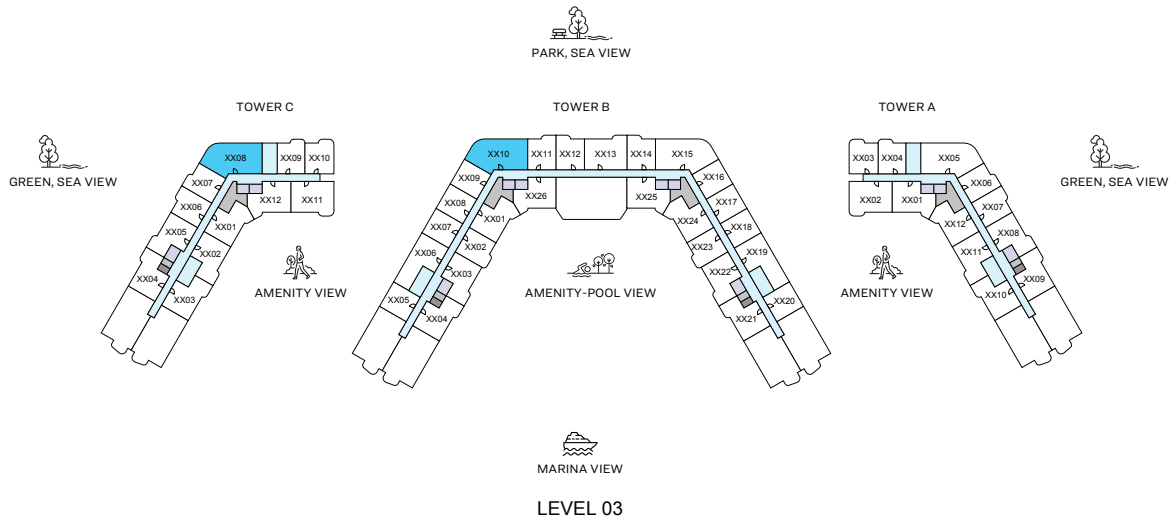 PARK, SEA VIEW
TOWER C
TOWER B
TOWER A
GREEN, SEA VIEW
GREEN, SEA VIEW
XX08
XX09
XX10
XX07
XX12
XX11
XX06
XX01
XX05
XX02
XX04
XX03
XX10
XX11
XX12
XX13
XX14
XX15
XX09
XX26
XX25
XX16
XX08
XX01
XX24
XX17
XX07
XX02
XX23
XX18
XX06
XX03
XX22
XX19
XX05
XX04
XX21
XX20
XX03
XX04
XX05
XX02
XX01
XX06
XX12
XX07
XX11
XX08
XX10
XX09
AMENITY VIEW
AMENITY-POOL VIEW
AMENITY VIEW
MARINA VIEW
LEVEL 03